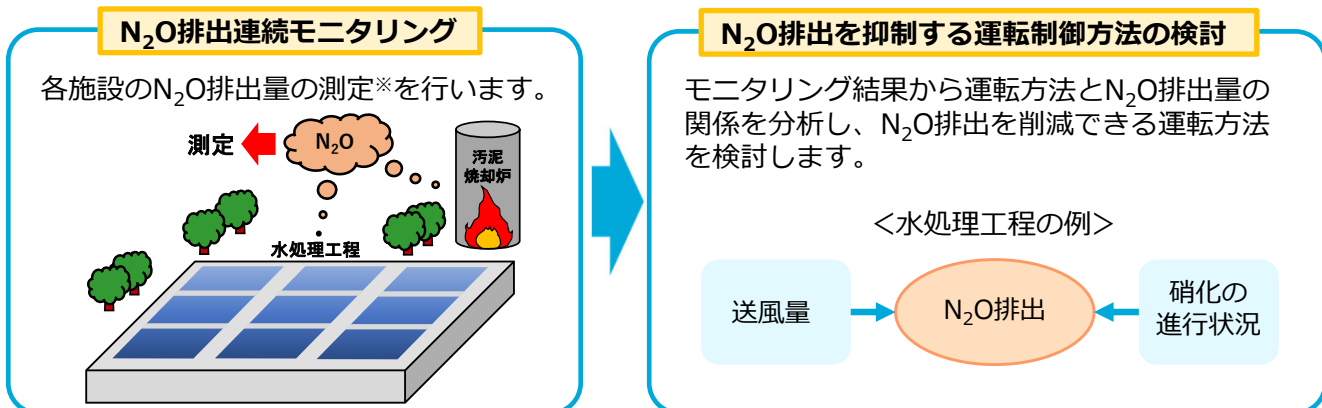 N₂O排出連続モニタリング
各施設のN₂O排出量の測定※を行います。
測定
N₂O
汚泥
焼却炉
水処理工程
N₂O排出を抑制する運転制御方法の検討
モニタリング結果から運転方法とN₂O排出量の
関係を分析し、N₂O排出を削減できる運転方法
を検討します。
＜水処理工程の例＞
送風量
N₂O排出
硝化の
進行状況